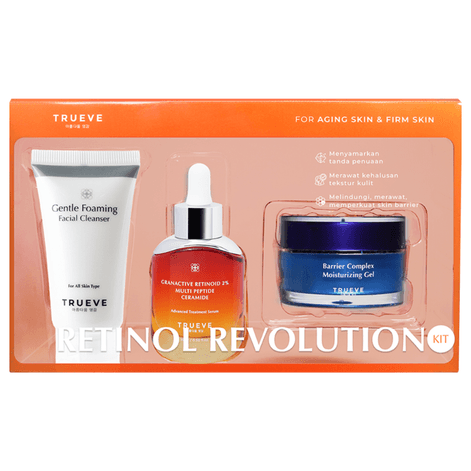 TRUEVE
FOR AGING SKIN & FIRM SKIN
Menyamarkan
tanda penuaan
Merawat kehalusan
tekstur kulit
Melindungi, merawat,
memperkuat skin barrier
Gentle Foaming
Facial Cleanser
For All Skin Type
TRUEVE
GRANACTIVE RETINOID 2%
MULTI PEPTIDE
CERAMIDE
Advanced Treatment Serum
TRUEVE
Barrier Complex
Moisturizing Gel
TRUEVE
RETINOL REVOLUTION KIT